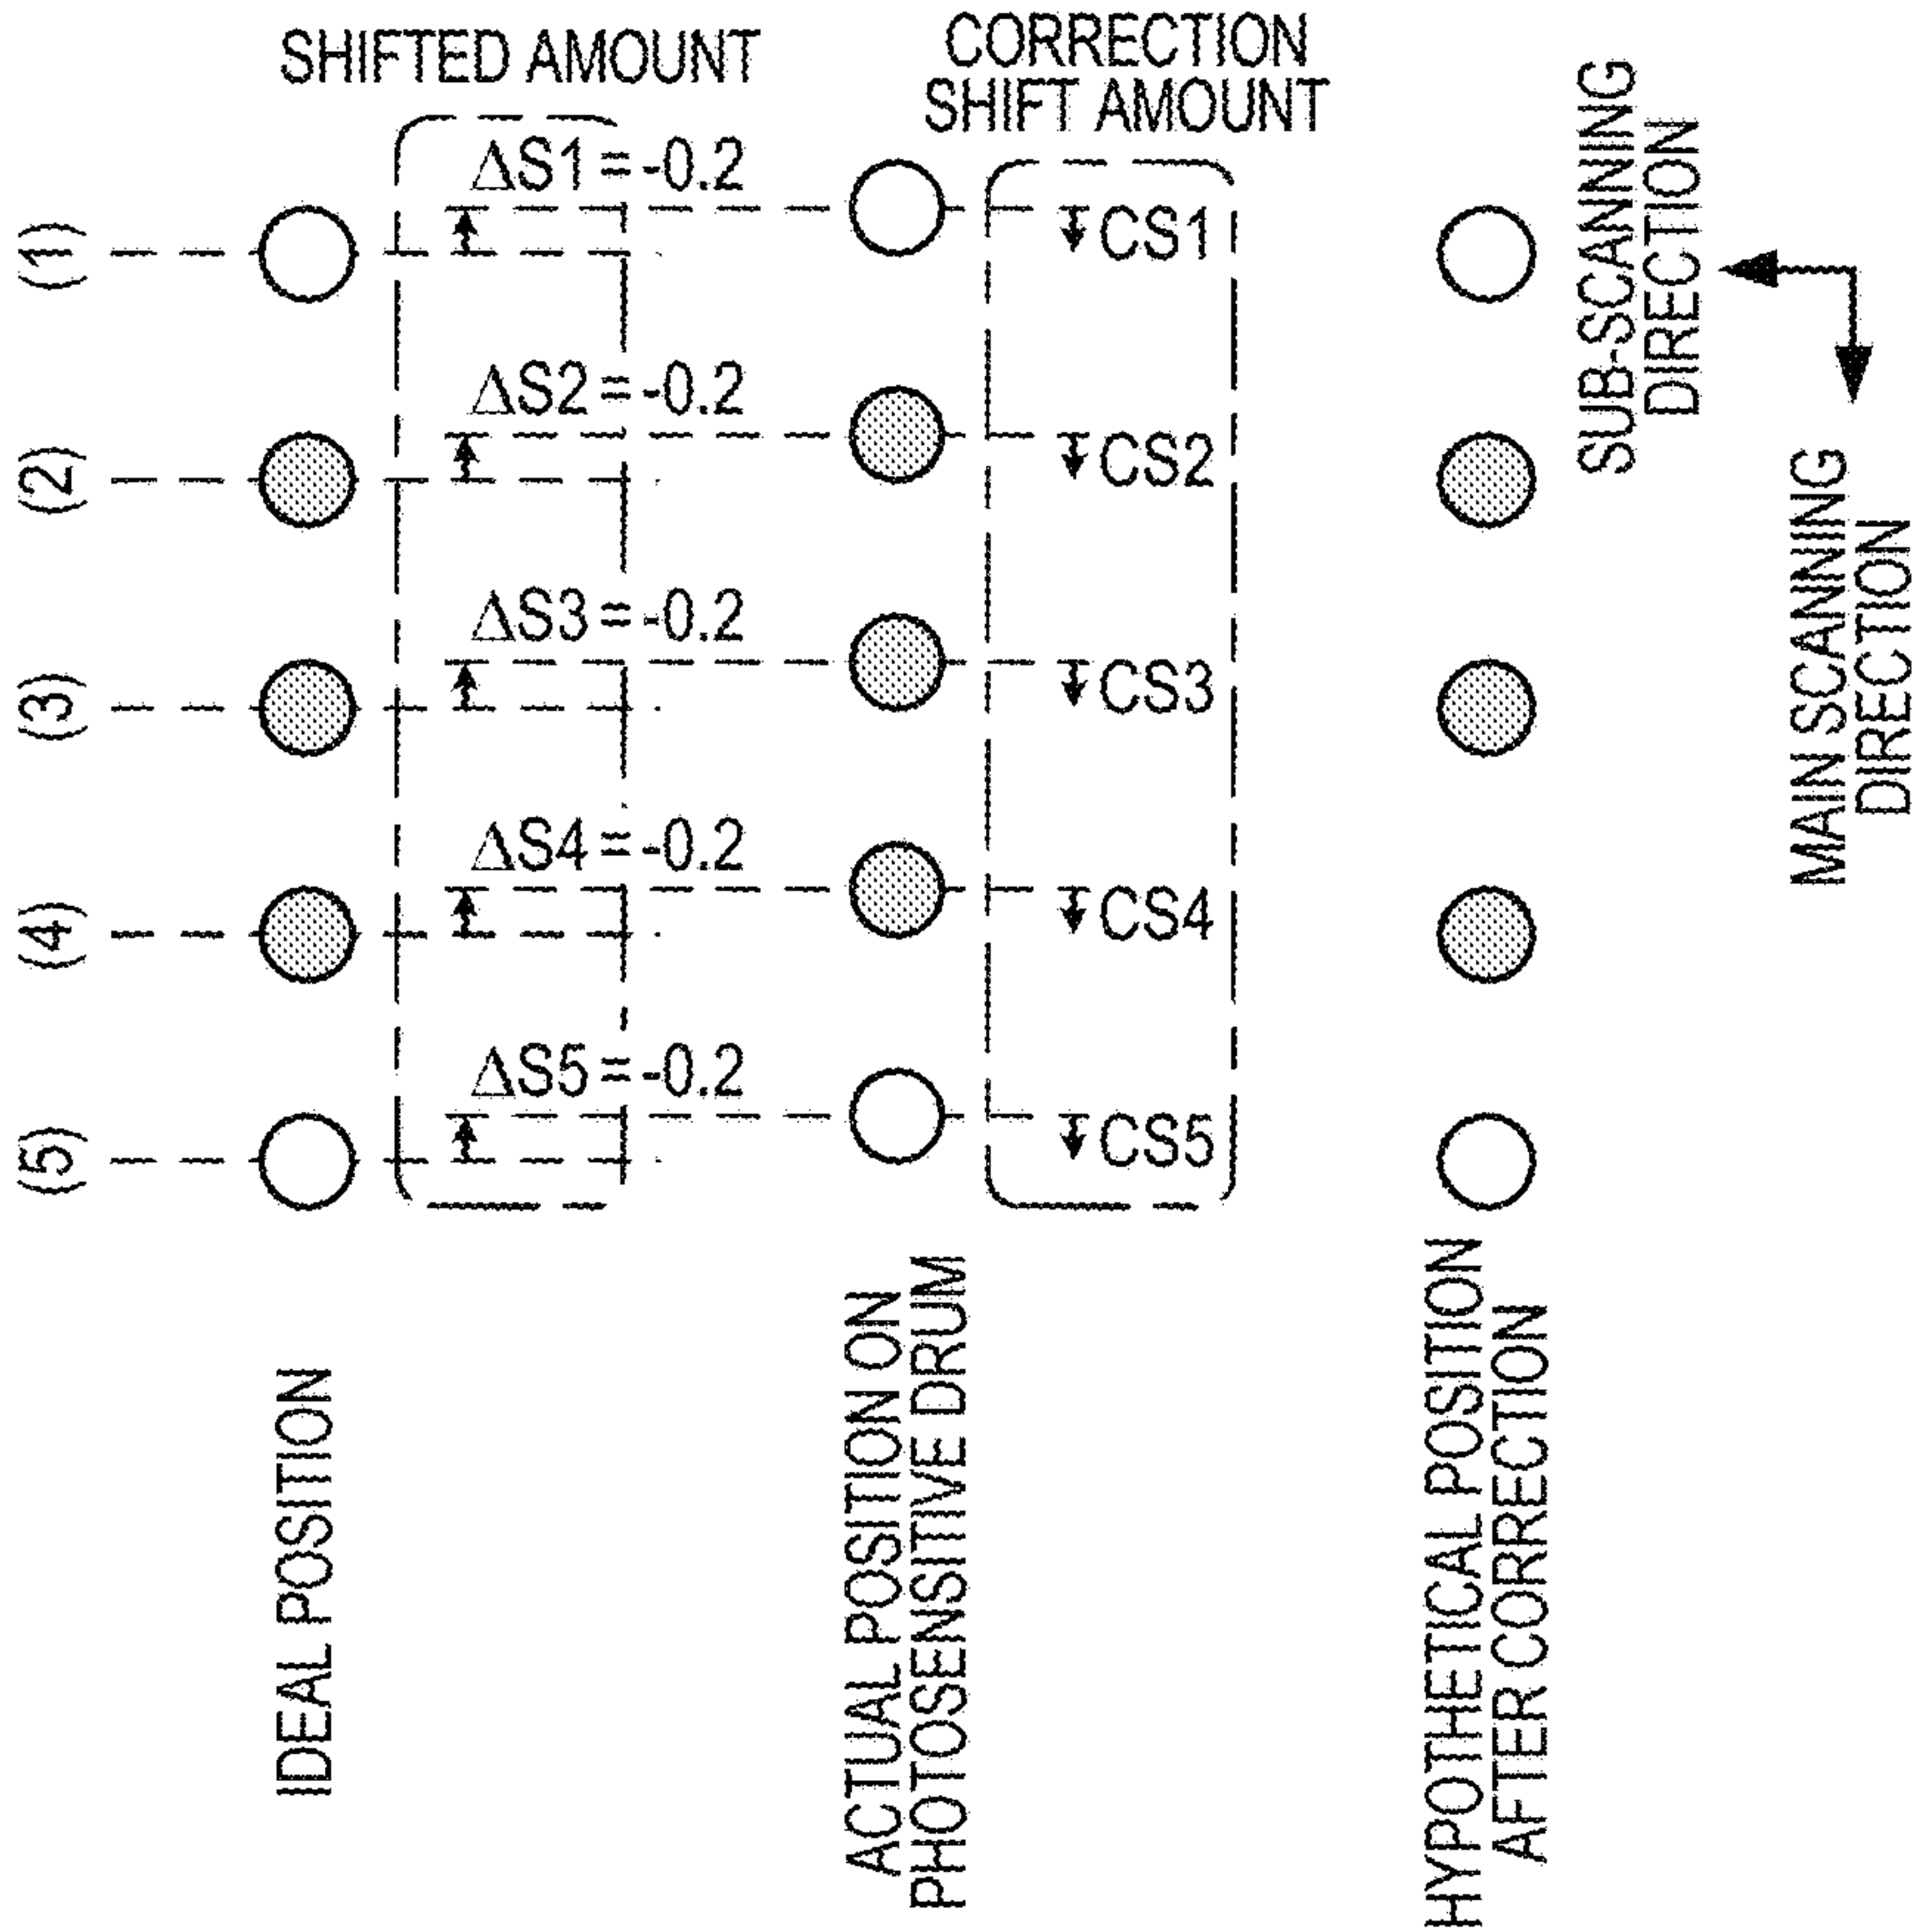 SHIFTED AMOUNT
CORRECTION
SHIFT AMOUNT
(1)
ΔS1 = -0.2
CS1
(2)
ΔS2 = -0.2
CS2
(3)
ΔS3 = -0.2
CS3
(4)
ΔS4 = -0.2
CS4
(5)
ΔS5 = -0.2
CS5
SUB-SCANNING
DIRECTION
MAIN SCANNING
DIRECTION
IDEAL POSITION
ACTUAL POSITION ON
PHOTOSENSITIVE DRUM
HYPOTHETICAL POSITION
AFTER CORRECTION